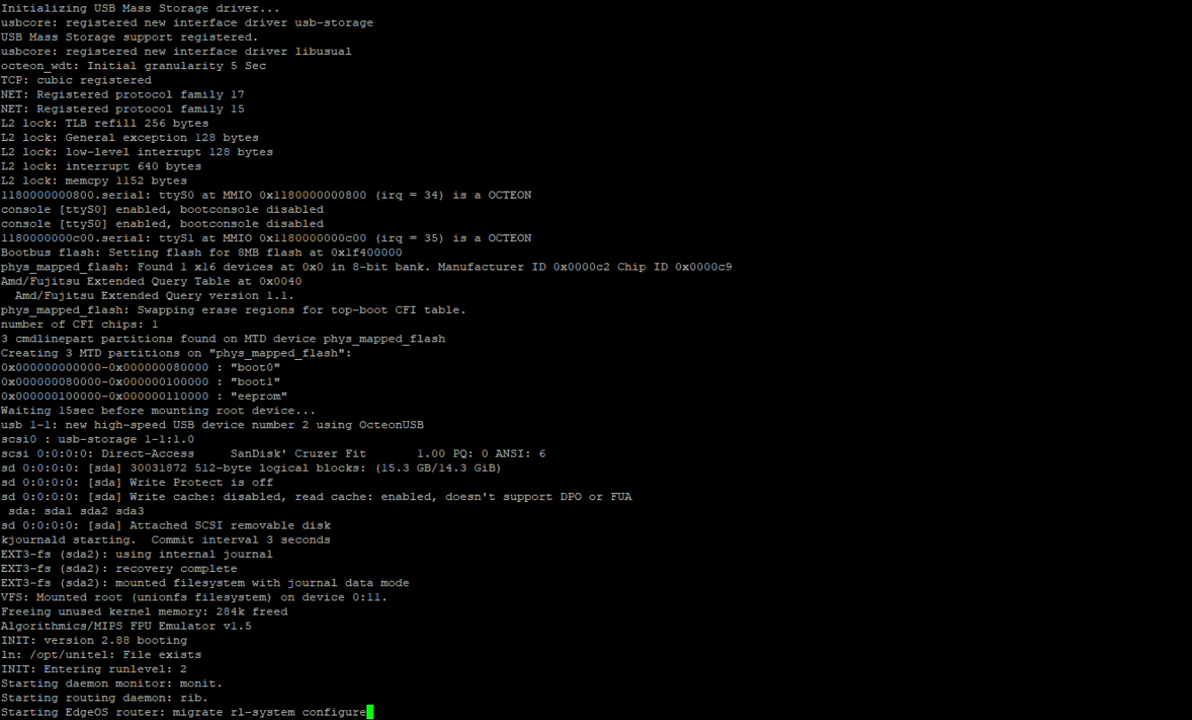 Initializing USB Mass Storage driver...
usbcore: registered new interface driver usb-storage
USB Mass Storage support registered.
usbcore: registered new interface driver libusual
octeon_wdt: Initial granularity 5 Sec
TCP: cubic registered
NET: Registered protocol family 17
NET: Registered protocol family 15
L2 lock: TLB refill 256 bytes
L2 lock: General exception 128 bytes
L2 lock: low-level interrupt 128 bytes
L2 lock: interrupt 640 bytes
L2 lock: memcpy 1152 bytes
1180000000800.serial: ttyS0 at MMIO 0x1180000000800 (irq = 34) is a OCTEON
console [ttyS0] enabled, bootconsole disabled
console [ttyS0] enabled, bootconsole disabled
1180000000c00.serial: ttyS1 at MMIO 0x1180000000c00 (irq = 35) is a OCTEON
Bootbus flash: Setting flash for 8MB flash at 0x1f400000
phys_mapped_flash: Found 1 x16 devices at 0x0 in 8-bit bank. Manufacturer ID 0x0000c2 Chip ID 0x0000c9
Amd/Fujitsu Extended Query Table at 0x0040
  Amd/Fujitsu Extended Query version 1.1.
phys_mapped_flash: Swapping erase regions for top-boot CFI table.
number of CFI chips: 1
3 cmdlinepart partitions found on MTD device phys_mapped_flash
Creating 3 MTD partitions on "phys_mapped_flash":
0x000000000000-0x000000080000 : "boot0"
0x000000080000-0x000000100000 : "boot1"
0x000000100000-0x000000110000 : "eeprom"
Waiting 15sec before mounting root device...
usb 1-1: new high-speed USB device number 2 using OcteonUSB
scsi0 : usb-storage 1-1:1.0
scsi 0:0:0:0: Direct-Access     SanDisk' Cruzer Fit       1.00 PQ: 0 ANSI: 6
sd 0:0:0:0: [sda] 30031872 512-byte logical blocks: (15.3 GB/14.3 GiB)
sd 0:0:0:0: [sda] Write Protect is off
sd 0:0:0:0: [sda] Write cache: disabled, read cache: enabled, doesn't support DPO or FUA
 sda: sda1 sda2 sda3
sd 0:0:0:0: [sda] Attached SCSI removable disk
kjournald starting.  Commit interval 3 seconds
EXT3-fs (sda2): using internal journal
EXT3-fs (sda2): recovery complete
EXT3-fs (sda2): mounted filesystem with journal data mode
VFS: Mounted root (unionfs filesystem) on device 0:11.
Freeing unused kernel memory: 284k freed
Algorithmics/MIPS FPU Emulator v1.5
INIT: version 2.88 booting
ln: /opt/unitel: File exists
INIT: Entering runlevel: 2
Starting daemon monitor: monit.
Starting routing daemon: rib.
Starting EdgeOS router: migrate rl-system configure